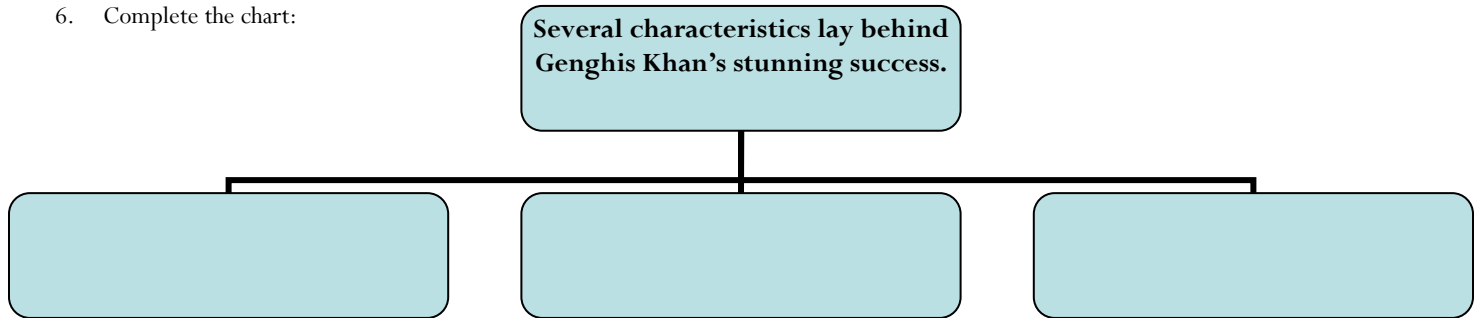 6. Complete the chart:
Several characteristics lay behind
Genghis Khan’s stunning success.